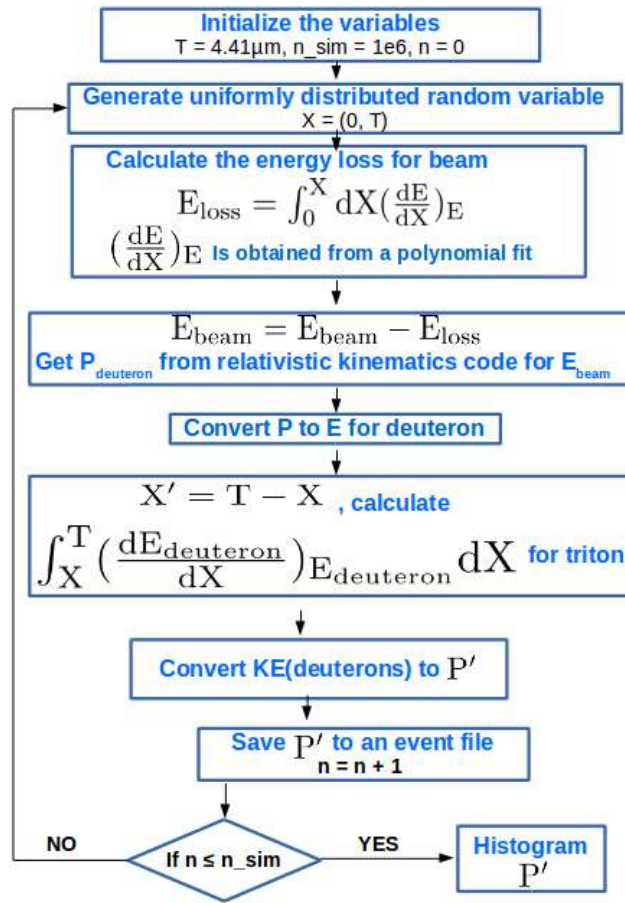 Initialize the variables
T = 4.41µm, n_sim = 1e6, n = 0
Generate uniformly distributed random variable
X = (0, T)
Calculate the energy loss for beam
E_loss = ∫_0^X dX(dE/dX)_E
(dE/dX)_E Is obtained from a polynomial fit
E_beam = E_beam − E_loss
Get P_deuteron from relativistic kinematics code for E_beam
Convert P to E for deuteron
X′ = T − X , calculate
∫_X^T (dE_deuteron/dX)_E_deuteron dX for triton
Convert KE(deuterons) to P′
Save P′ to an event file
n = n + 1
NO
If n ≤ n_sim
YES
Histogram
P′